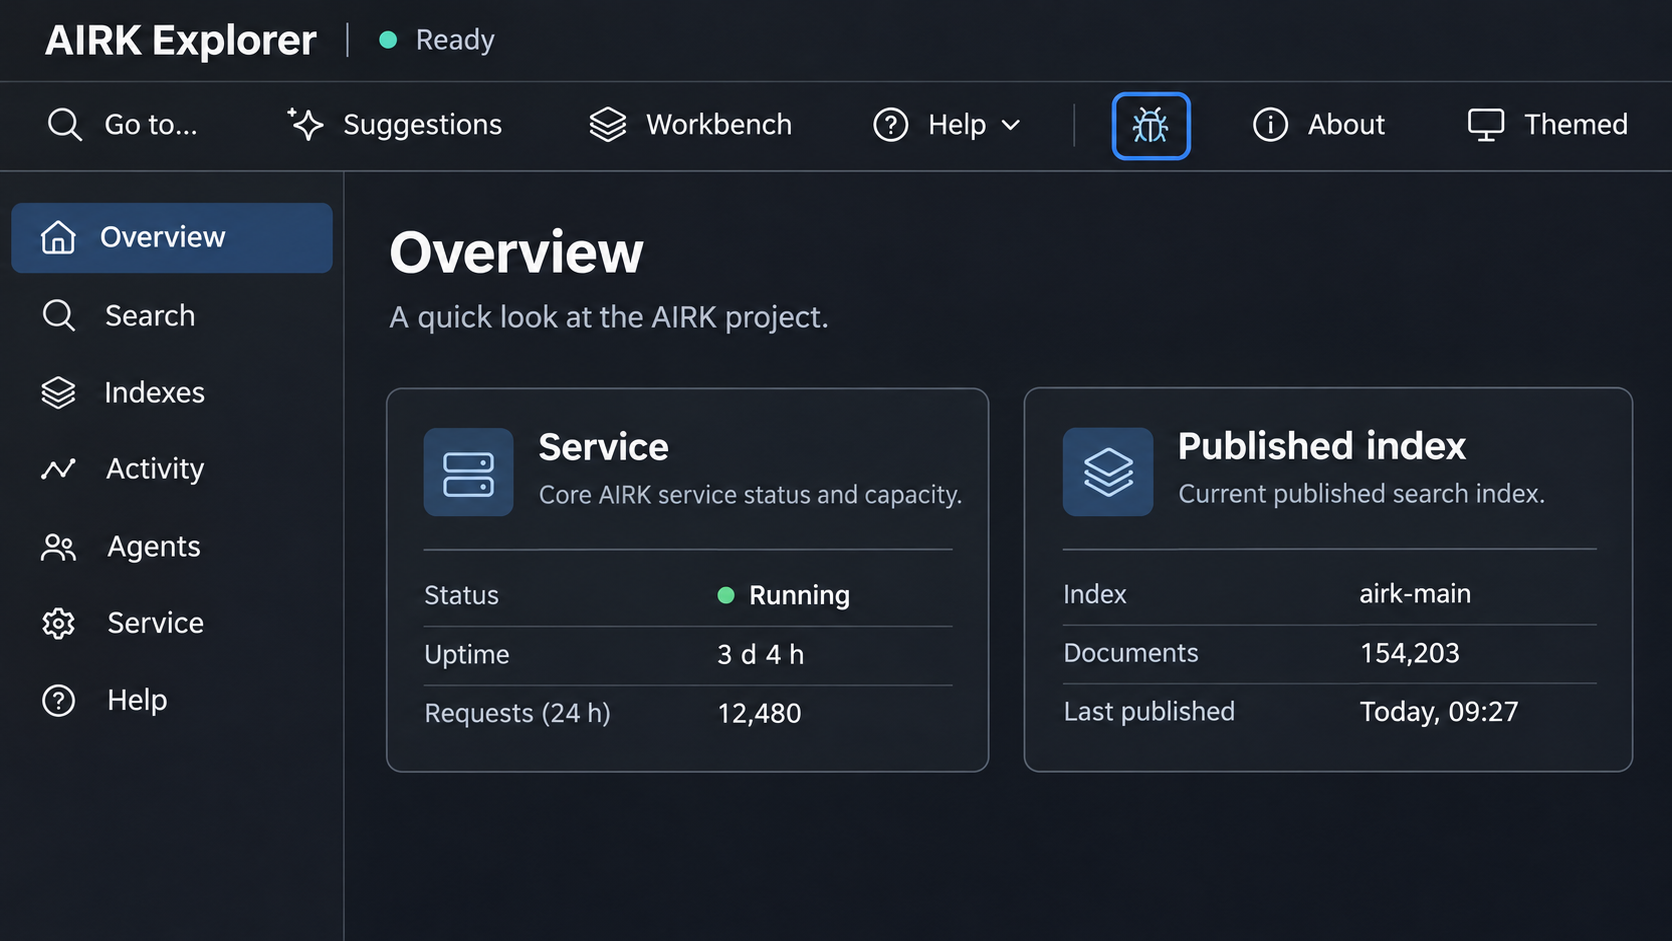 AIRK Explorer
Ready
Go to...
Suggestions
Workbench
Help
About
Themed
Overview
Search
Indexes
Activity
Agents
Service
Help
Overview
A quick look at the AIRK project.
Service
Core AIRK service status and capacity.
Status Running
Uptime 3 d 4 h
Requests (24 h) 12,480
Published index
Current published search index.
Index airk-main
Documents 154,203
Last published Today, 09:27